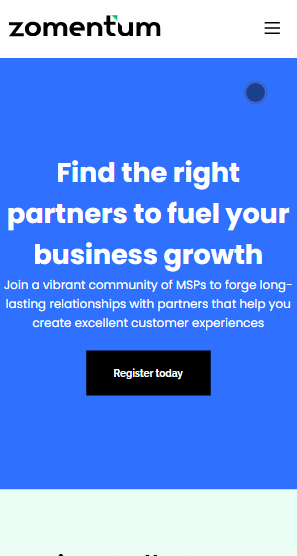 zomentum
Find the right
partners to fuel your
business growth
Join a vibrant community of MSPs to forge long-
lasting relationships with partners that help you
create excellent customer experiences
Register today